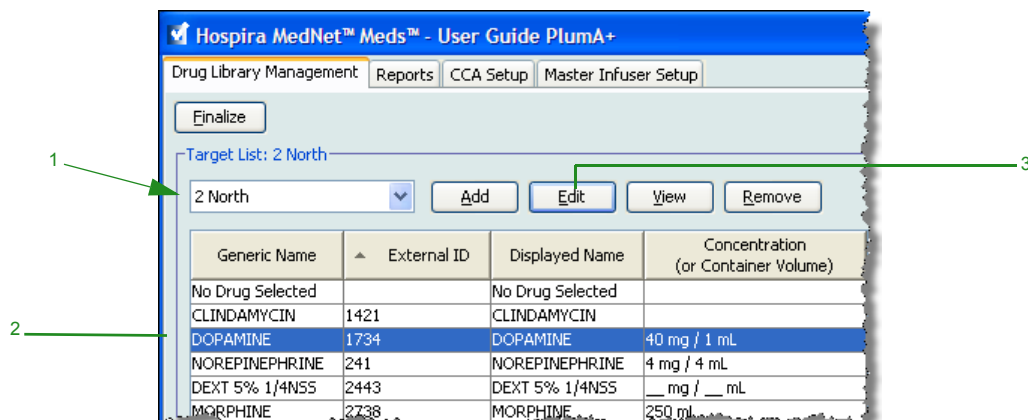 Hospira MedNet™ Meds™ - User Guide PlumA+
Drug Library Management Reports CCA Setup Master Infuser Setup
Finalize
Target List: 2 North
1
3
2 North Add Edit View Remove
Generic Name External ID Displayed Name Concentration
(or Container Volume)
No Drug Selected No Drug Selected
CLINDAMYCIN 1421 CLINDAMYCIN
2
DOPAMINE 1734 DOPAMINE 40 mg / 1 mL
NOREPINEPHRINE 241 NOREPINEPHRINE 4 mg / 4 mL
DEXT 5% 1/4NSS 2443 DEXT 5% 1/4NSS __ mg / __ mL
MORPHINE 2738 MORPHINE 250 mL